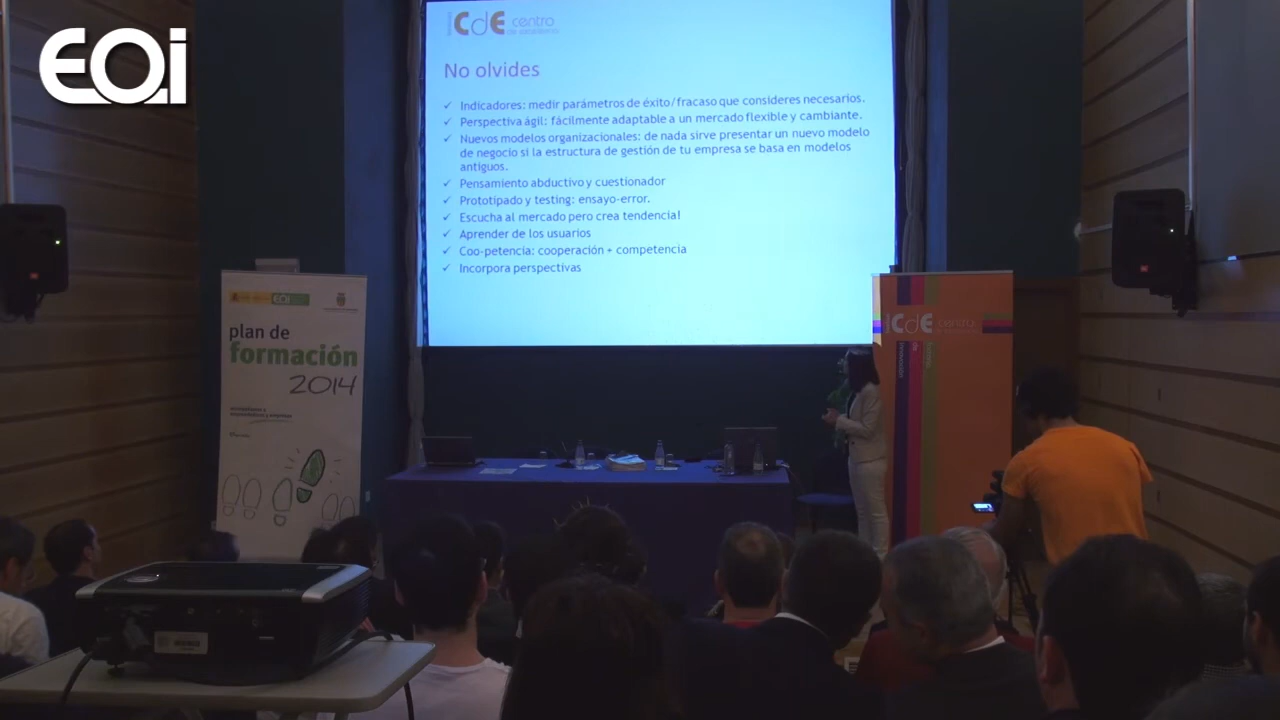 EOi
CdE centro
No olvides
✓ Indicadores: medir parámetros de éxito/fracaso que consideres necesarios.
✓ Perspectiva ágil: fácilmente adaptable a un mercado flexible y cambiante.
✓ Nuevos modelos organizacionales: de nada sirve presentar un nuevo modelo
de negocio si la estructura de gestión de tu empresa se basa en modelos
antiguos.
✓ Pensamiento abductivo y cuestionador
✓ Prototipado y testing: ensayo-error.
✓ Escucha al mercado pero crea tendencia!
✓ Aprender de los usuarios
✓ Coo-petencia: cooperación + competencia
✓ Incorpora perspectivas
EOi
plan de
formación
2014
CdE centro